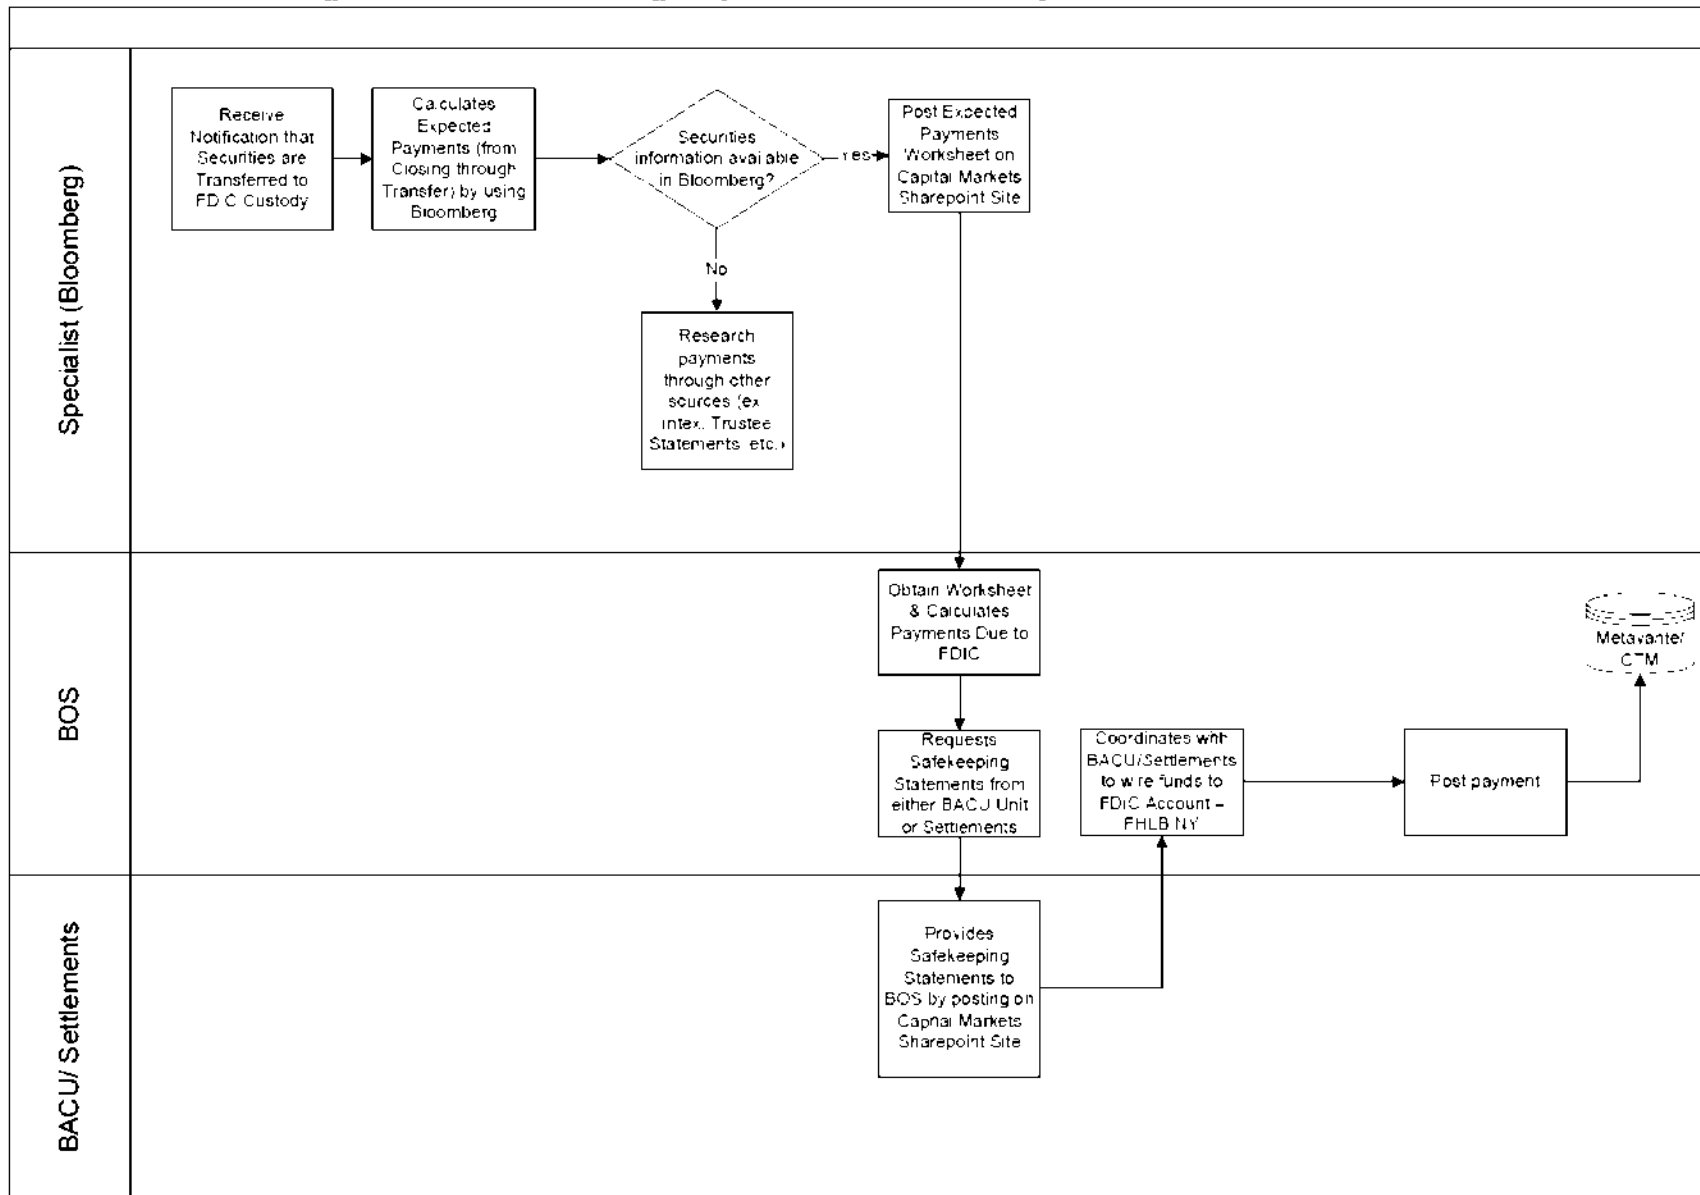 Specialist (Bloomberg)
Receive
Notification that
Securities are
Transferred to
FDIC Custody
Calculates
Expected
Payments (from
Closing through
Transfer) by using
Bloomberg
Securities
information available
in Bloomberg?
Yes
Post Expected
Payments
Worksheet on
Capital Markets
Sharepoint Site
No
Research
payments
through other
sources (ex
Intex, Trustee
Statements, etc.)
BOS
Obtain Worksheet
& Calculates
Payments Due to
FDIC
Requests
Safekeeping
Statements from
either BACU Unit
or Settlements
Coordinates with
BACU/Settlements
to wire funds to
FDIC Account –
FHLB NY
Post payment
Metavante/
CTM
BACU/ Settlements
Provides
Safekeeping
Statements to
BOS by posting on
Capital Markets
Sharepoint Site